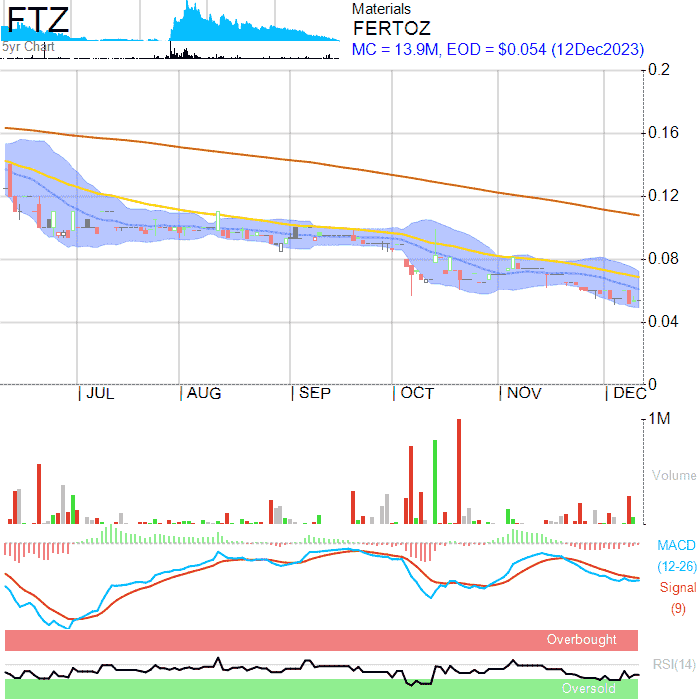 FTZ
5yr Chart
Materials
FERTOZ
MC = 13.9M, EOD = $0.054 (12Dec2023)
0.2
0.16
0.12
0.08
0.04
0
JUL AUG SEP OCT NOV DEC
1M
Volume
MACD
(12-26)
Signal
(9)
Overbought
RSI(14)
Oversold